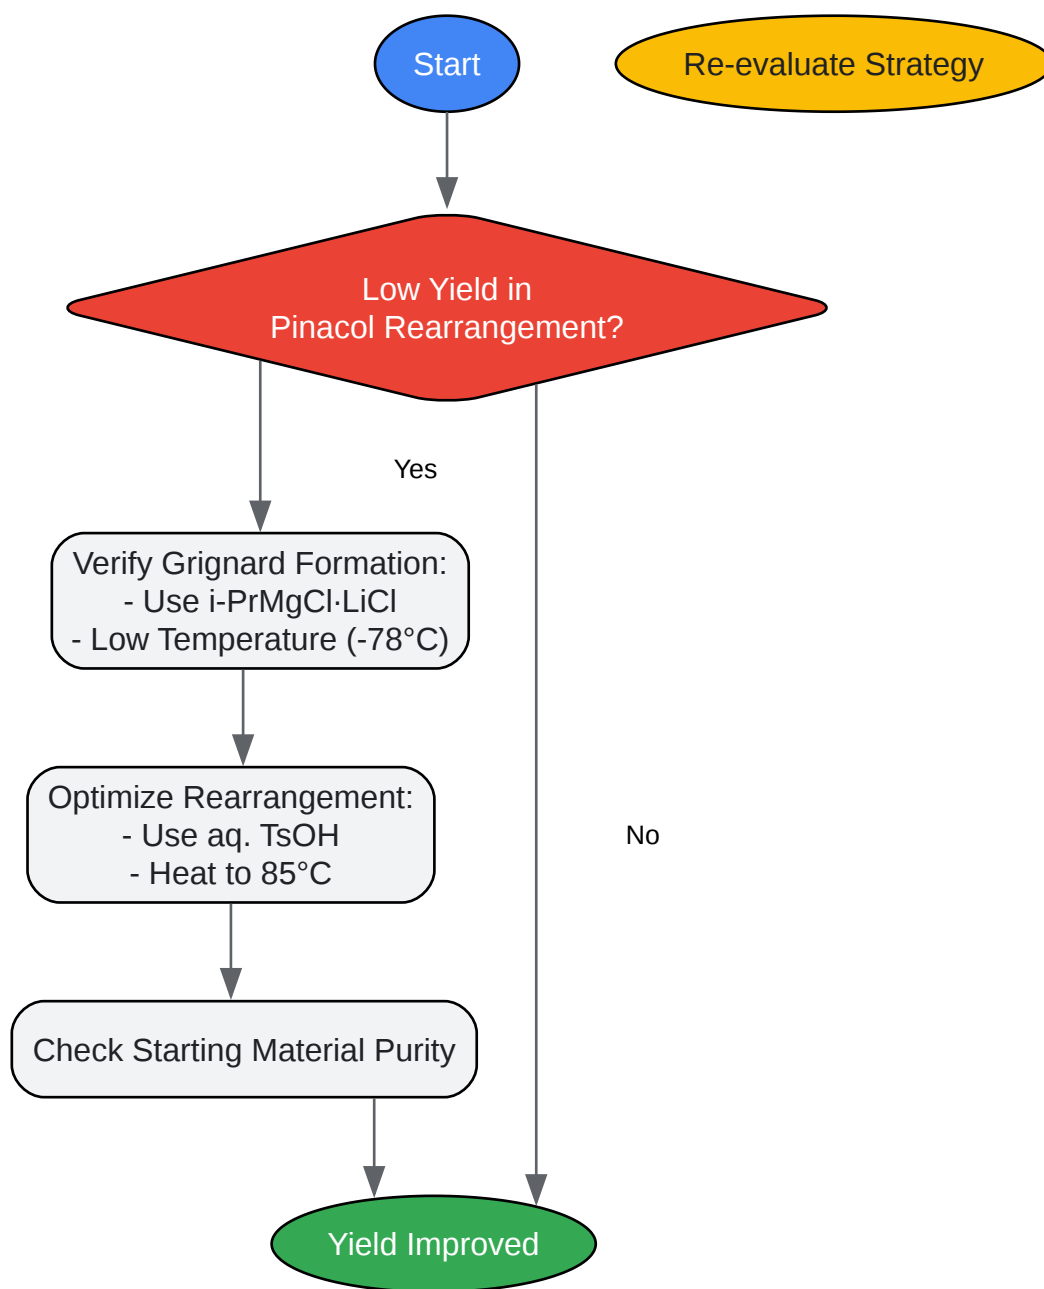 Start
Re-evaluate Strategy
Low Yield in
Pinacol Rearrangement?
Yes
Verify Grignard Formation:
- Use i-PrMgCl·LiCl
- Low Temperature (-78°C)
Optimize Rearrangement:
- Use aq. TsOH
- Heat to 85°C
No
Check Starting Material Purity
Yield Improved